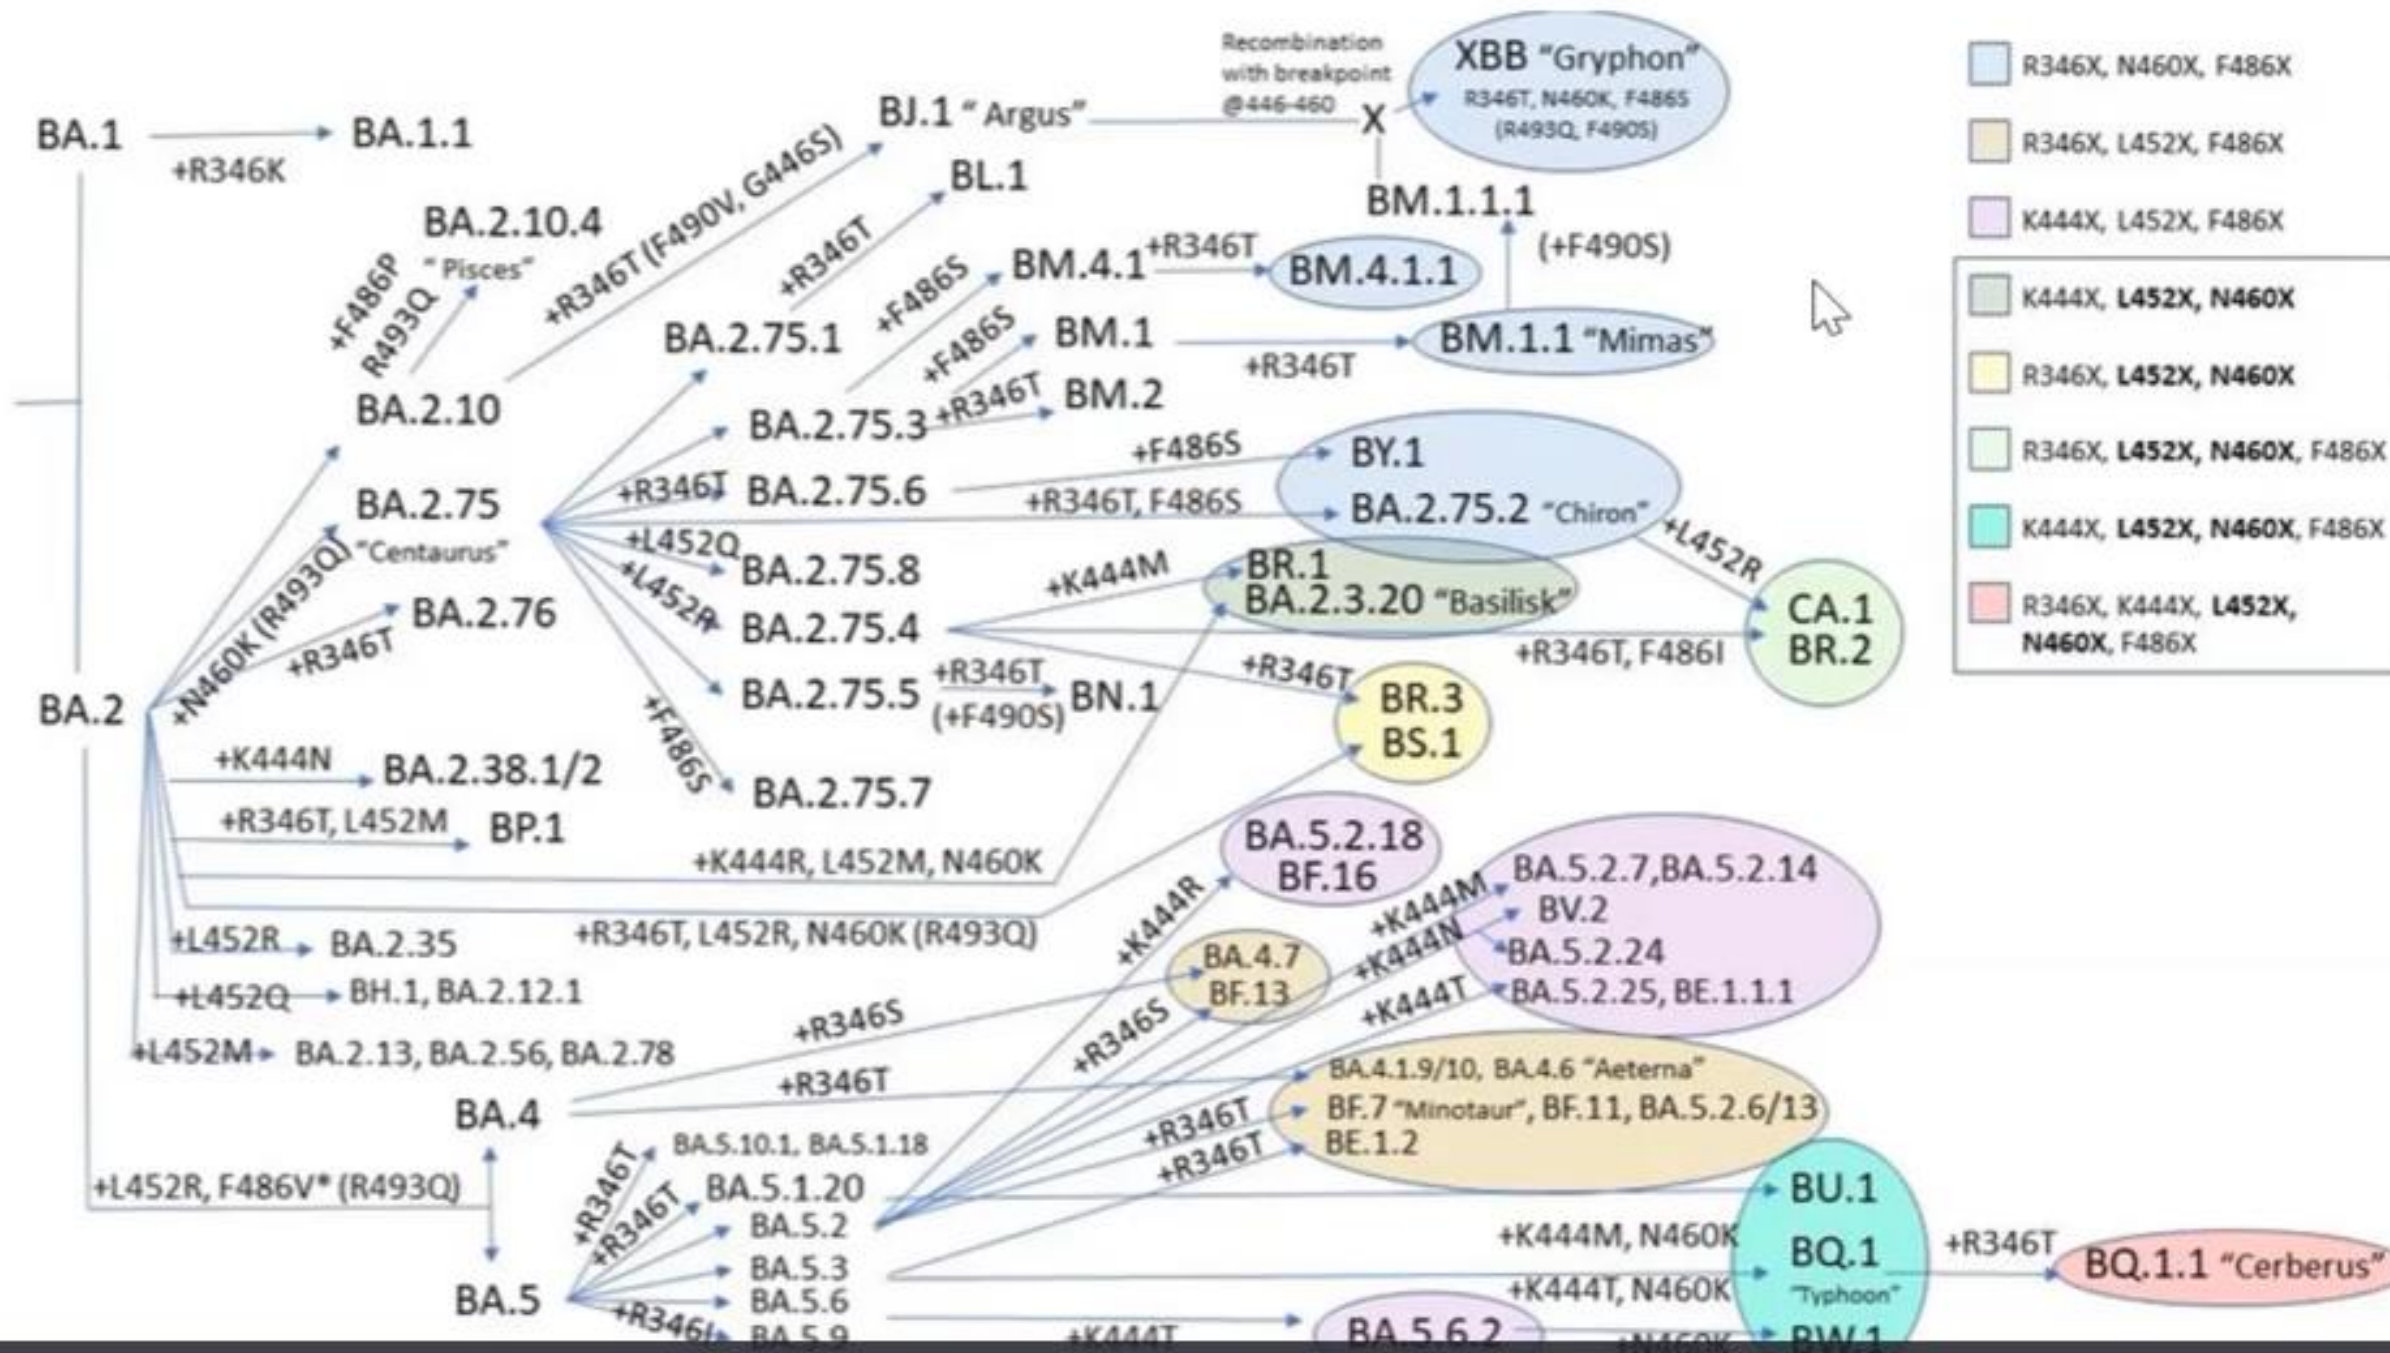 Recombination
with breakpoint
@446-460
XBB “Gryphon”
R346T, N460K, F486S
(R493Q, F490S)
X
BA.1
+R346K
BA.1.1
BJ.1 “ Argus”
+R346T (F490V, G446S)
BL.1
+R346T
BM.1.1.1
(+F490S)
BA.2.10.4
“ Pisces”
+F486P
R493Q
BA.2.10
BA.2.75.1
+F486S
BM.4.1
+R346T
BM.4.1.1
+F486S
BM.1
+R346T
BM.1.1 “Mimas”
BA.2.75.3
+R346T
BM.2
BA.2.75
“Centaurus”
+N460K (R493Q)
+R346T
BA.2.75.6
+F486S
BY.1
+R346T, F486S
BA.2.75.2 “Chiron”
+L452R
+L452Q
BA.2.75.8
+L452R
BA.2.75.4
+K444M
BR.1
BA.2.3.20 “Basilisk”
+R346T, F486I
CA.1
BR.2
+R346T
BA.2.76
+R346T
BR.3
BS.1
BA.2.75.5
+R346T
(+F490S)
BN.1
+F486S
BA.2.75.7
BA.2
+K444N
BA.2.38.1/2
+R346T, L452M
BP.1
+K444R, L452M, N460K
+R346T, L452R, N460K (R493Q)
+L452R
BA.2.35
+L452Q
BH.1, BA.2.12.1
+L452M
BA.2.13, BA.2.56, BA.2.78
+K444R
BA.5.2.18
BF.16
+R346S
BA.4.7
BF.13
+R346S
+K444M
BA.5.2.7,BA.5.2.14
+K444N
BV.2
BA.5.2.24
+K444T
BA.5.2.25, BE.1.1.1
BA.4
+R346T
BA.4.1.9/10, BA.4.6 “Aeterna”
+R346T
BF.7 “Minotaur”, BF.11, BA.5.2.6/13
+R346T
BE.1.2
+L452R, F486V* (R493Q)
BA.5
+R346T
BA.5.10.1, BA.5.1.18
+R346T
BA.5.1.20
BA.5.2
BA.5.3
BA.5.6
+R346I
BA.5.9
+K444M, N460K
BU.1
+K444T, N460K
BQ.1
“Typhoon”
+R346T
BQ.1.1 “Cerberus”
+K444T
BA.5.6.2
+N460K
BW.1
R346X, N460X, F486X
R346X, L452X, F486X
K444X, L452X, F486X
K444X, L452X, N460X
R346X, L452X, N460X
R346X, L452X, N460X, F486X
K444X, L452X, N460X, F486X
R346X, K444X, L452X,
N460X, F486X